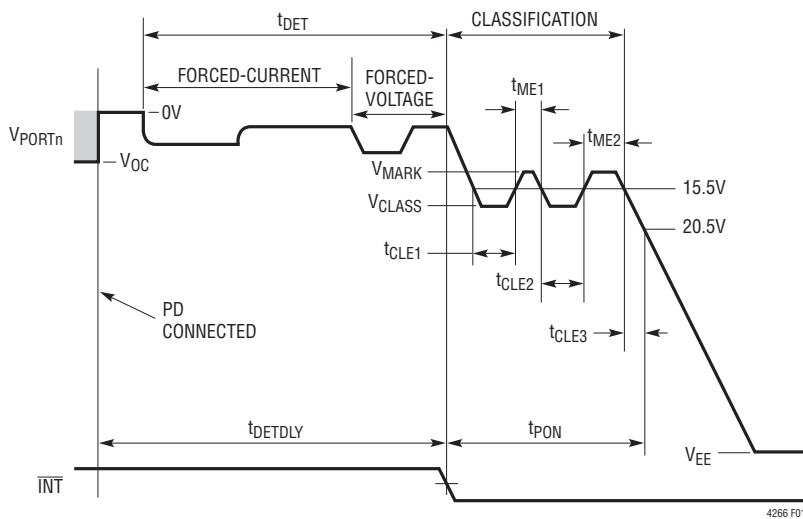 tDET
CLASSIFICATION
FORCED-CURRENT
FORCED-
VOLTAGE
tME1
0V
tME2
VPORTn
VOC
VMARK
15.5V
VCLASS
20.5V
tCLE1
tCLE2
PD
CONNECTED
tCLE3
tDETDLY
tPON
VEE
INT
4266 F01